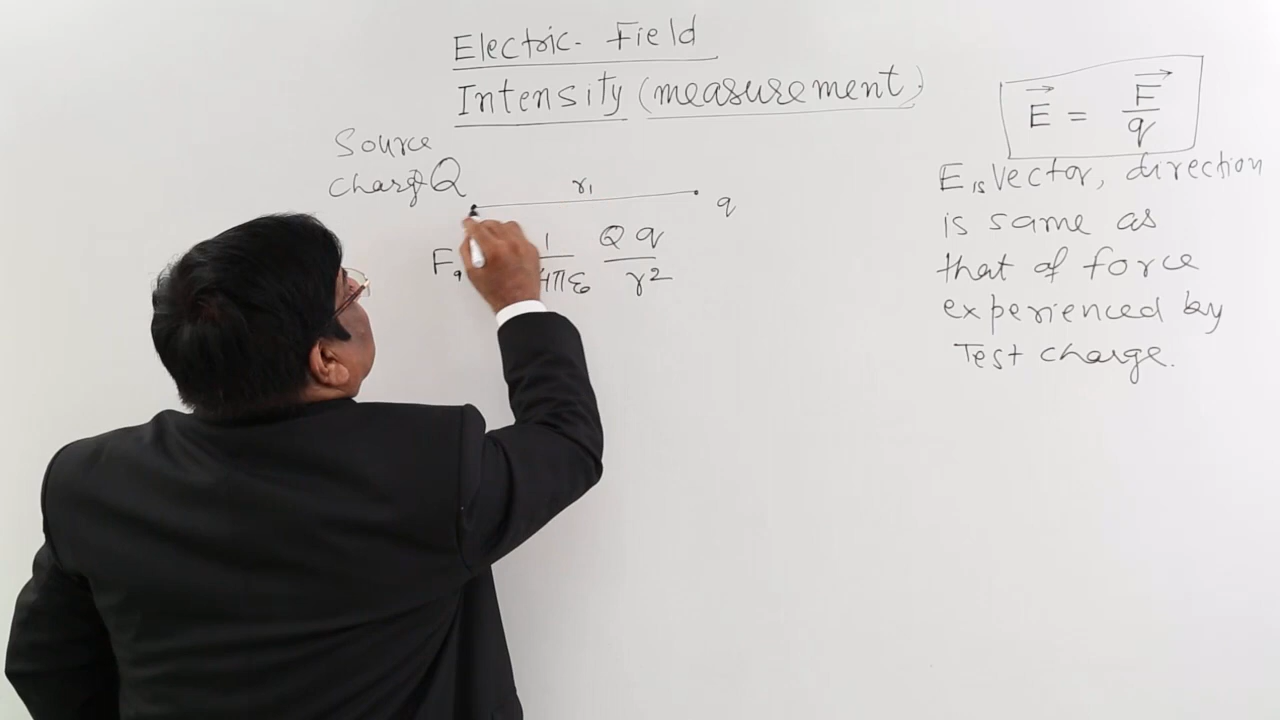 Electric. Field
Intensity (measurement)
Source
Charge Q
r₁
q
1 Q q
4πε r²
E⃗ = F⃗ / q
E is Vector, direction
is same as
that of force
experienced by
Test charge.